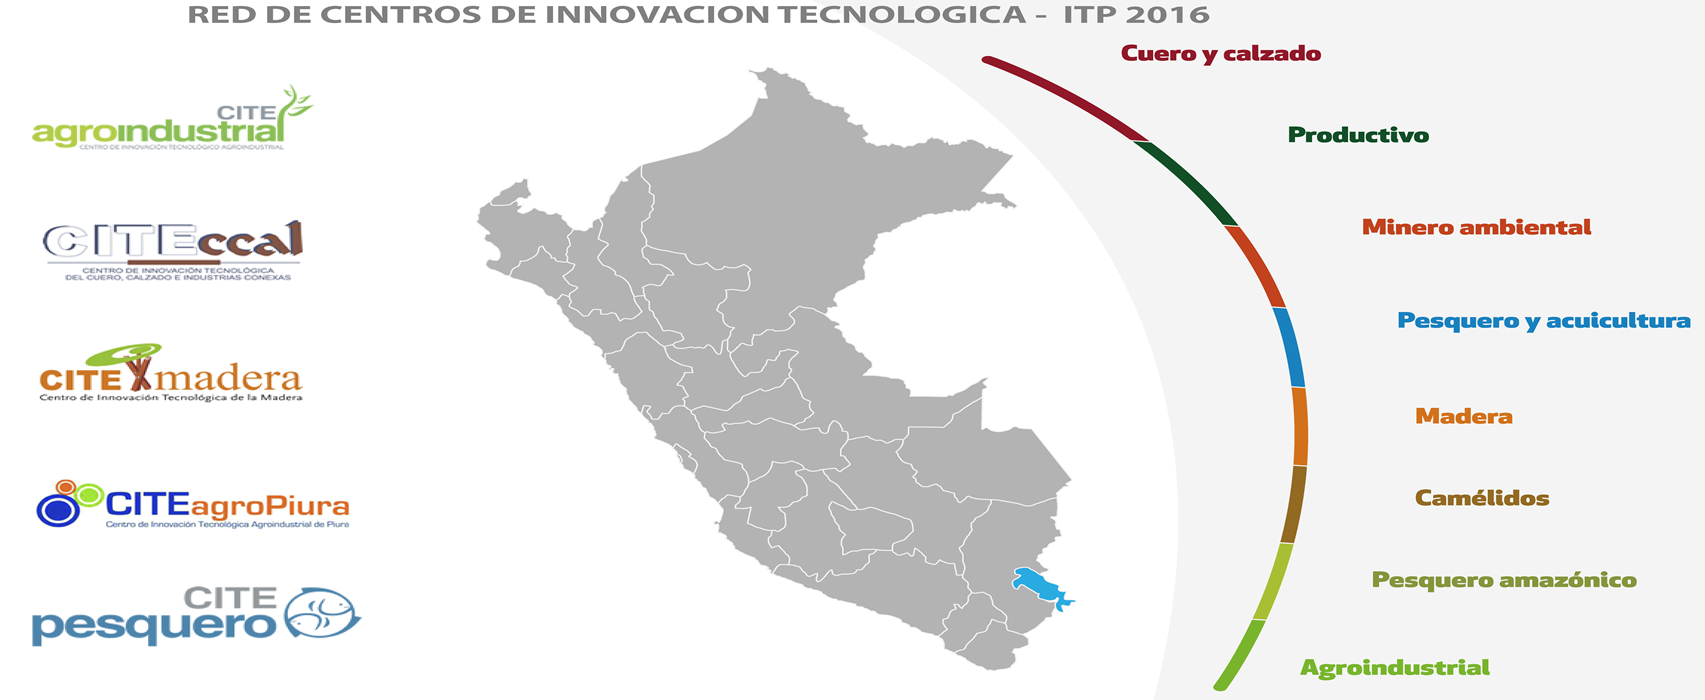 RED DE CENTROS DE INNOVACION TECNOLOGICA - ITP 2016
CITE
agroindustrial
CENTRO DE INNOVACIÓN TECNOLÓGICO AGROINDUSTRIAL
CITEccal
CENTRO DE INNOVACIÓN TECNOLÓGICA
DEL CUERO, CALZADO E INDUSTRIAS CONEXAS
CITE madera
Centro de Innovación Tecnológica de la Madera
CITEagroPiura
Centro de Innovación Tecnológica Agroindustrial de Piura
CITE
pesquero
Cuero y calzado
Productivo
Minero ambiental
Pesquero y acuicultura
Madera
Camélidos
Pesquero amazónico
Agroindustrial